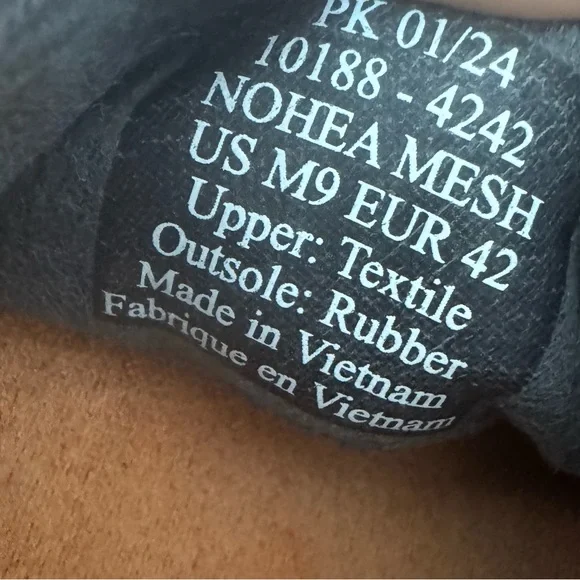 PK 01/24
10188 - 4242
NOHEA MESH
US M9 EUR 42
Upper: Textile
Outsole: Rubber
Made in Vietnam
Fabrique en Vietnam